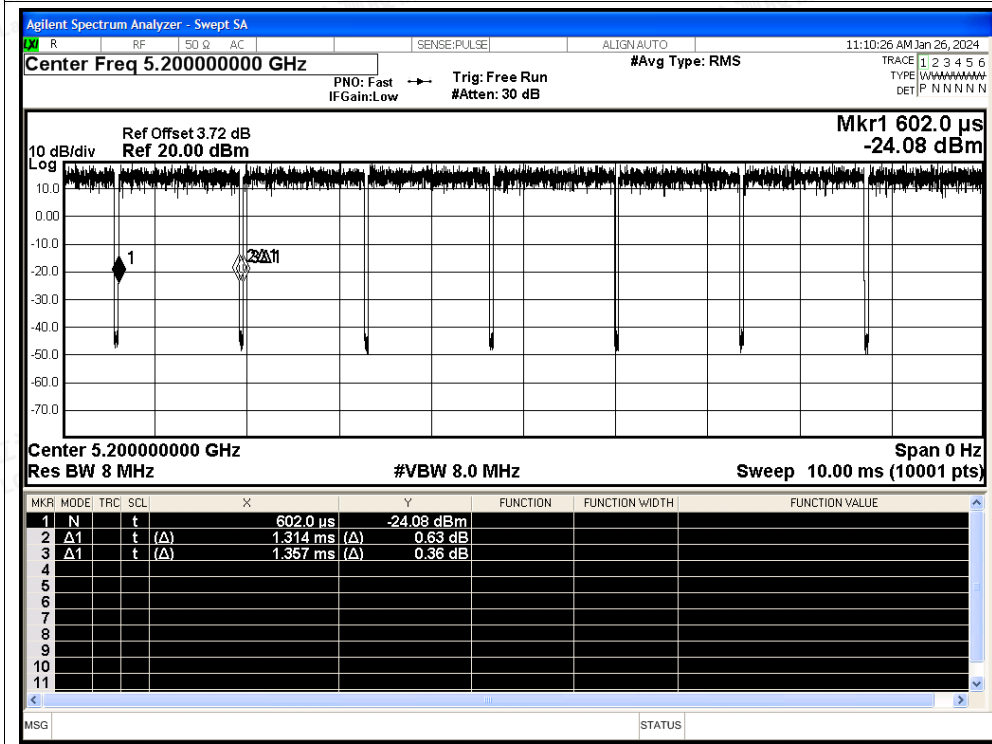 Agilent Spectrum Analyzer - Swept SA
LXI R RF 50 Ω AC SENSE:PULSE ALIGN AUTO 11:10:26 AM Jan 26, 2024
Center Freq 5.200000000 GHz #Avg Type: RMS TRACE 1 2 3 4 5 6
PNO: Fast Trig: Free Run TYPE WWWWWW
IFGain:Low #Atten: 30 dB DET P N N N N N
Mkr1 602.0 µs
-24.08 dBm
Ref Offset 3.72 dB
10 dB/div Ref 20.00 dBm
Log
10.0
0.00
-10.0
1 2Δ1 3Δ1
-20.0
-30.0
-40.0
-50.0
-60.0
-70.0
Center 5.200000000 GHz Span 0 Hz
Res BW 8 MHz #VBW 8.0 MHz Sweep 10.00 ms (10001 pts)
MKR MODE TRC SCL X Y FUNCTION FUNCTION WIDTH FUNCTION VALUE
1 N t 602.0 µs -24.08 dBm
2 Δ1 t (Δ) 1.314 ms (Δ) 0.63 dB
3 Δ1 t (Δ) 1.357 ms (Δ) 0.36 dB
4
5
6
7
8
9
10
11
MSG STATUS